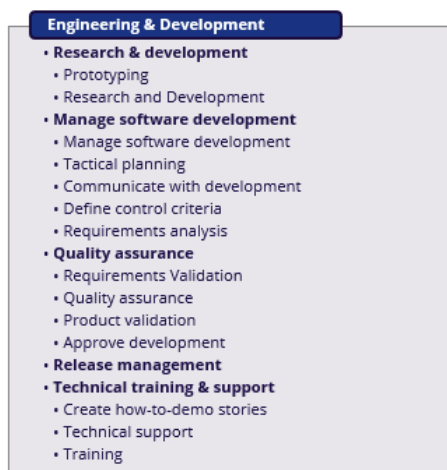 Engineering & Development
• Research & development
• Prototyping
• Research and Development
• Manage software development
• Manage software development
• Tactical planning
• Communicate with development
• Define control criteria
• Requirements analysis
• Quality assurance
• Requirements Validation
• Quality assurance
• Product validation
• Approve development
• Release management
• Technical training & support
• Create how-to-demo stories
• Technical support
• Training